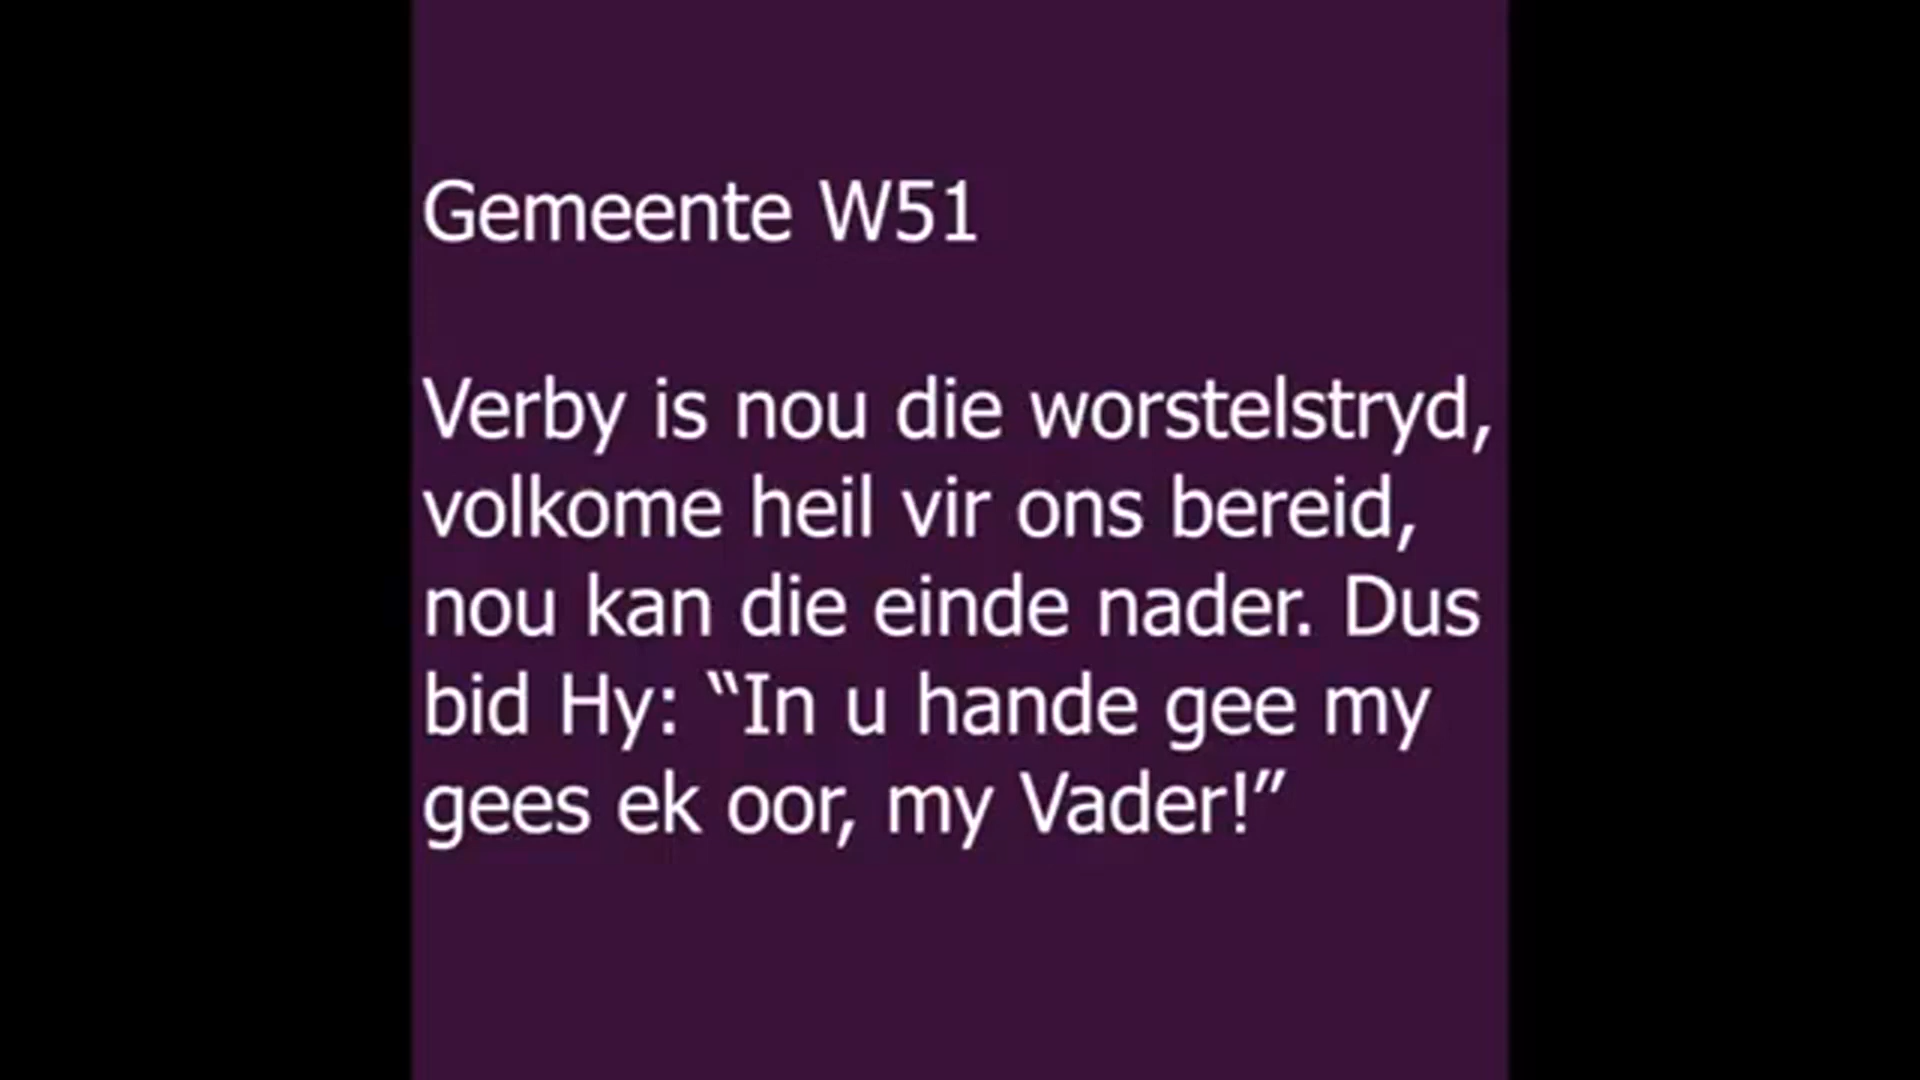 Gemeente W51
Verby is nou die worstelstryd,
volkome heil vir ons bereid,
nou kan die einde nader. Dus
bid Hy: “In u hande gee my
gees ek oor, my Vader!”